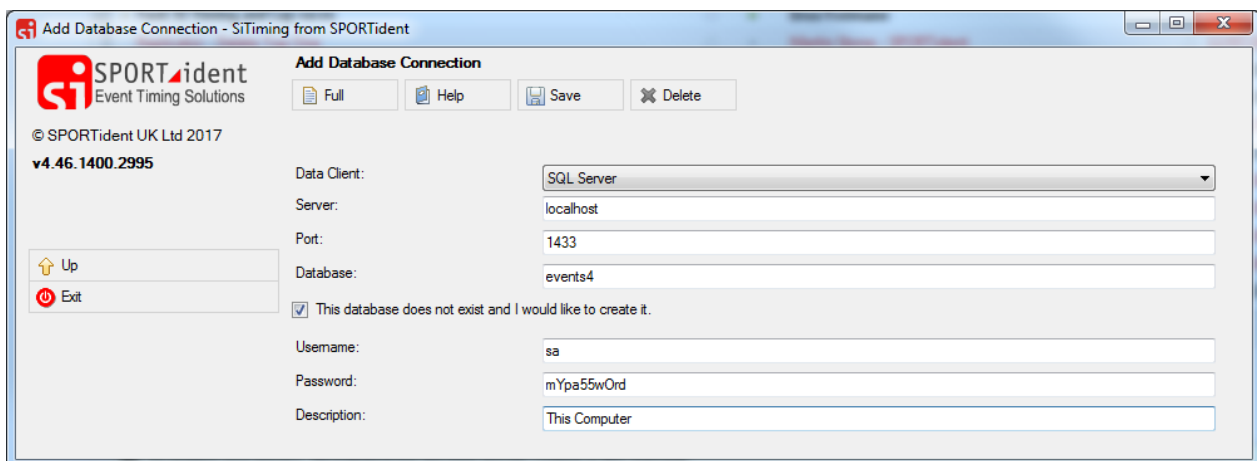 Add Database Connection - SiTiming from SPORTident
SPORTident
Event Timing Solutions
© SPORTident UK Ltd 2017
v4.46.1400.2995
Up
Exit
Add Database Connection
Full Help Save Delete
Data Client: SQL Server
Server: localhost
Port: 1433
Database: events4
This database does not exist and I would like to create it.
Username: sa
Password: mYpa55wOrd
Description: This Computer